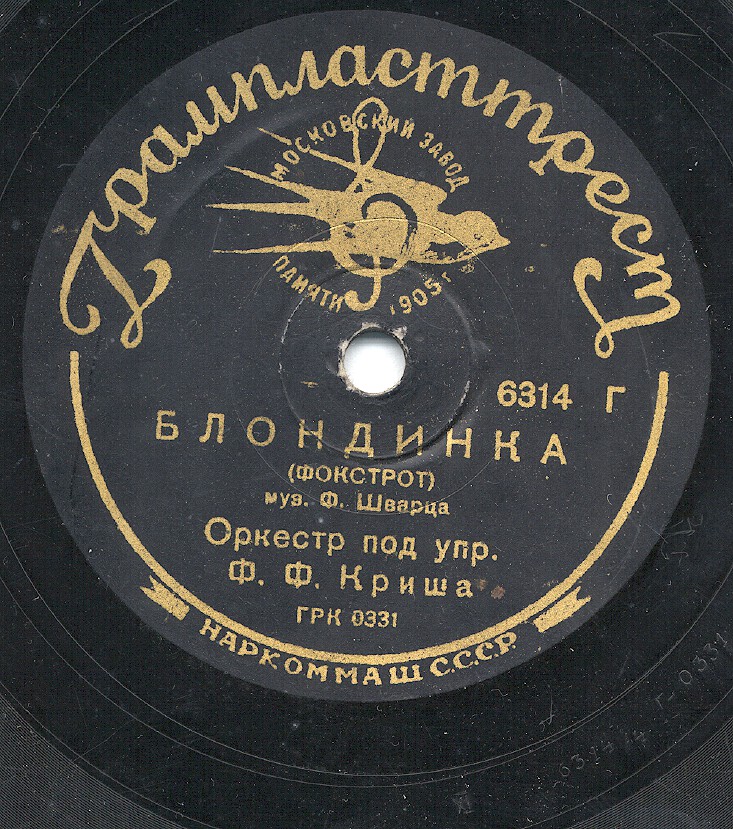 Грампласттрест
МОСКОВСКИЙ ЗАВОД
ПАМЯТИ 1905 г
6314 Г
БЛОНДИНКА
(ФОКСТРОТ)
муз. Ф. Шварца
Оркестр под упр.
Ф. Ф. Криша
ГРК 0331
НАРКОММАШ С.С.С.Р.